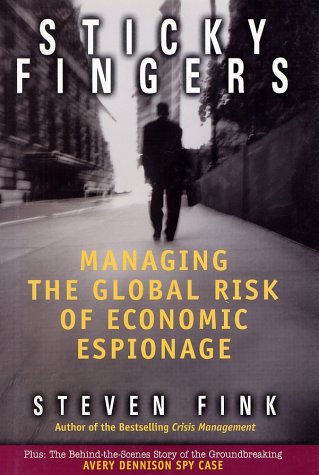 STICKY
FINGERS
MANAGING
THE GLOBAL RISK
OF ECONOMIC
ESPIONAGE
STEVEN FINK
Author of the Bestselling Crisis Management
Plus: The Behind-the-Scenes Story of the Groundbreaking
AVERY DENNISON SPY CASE